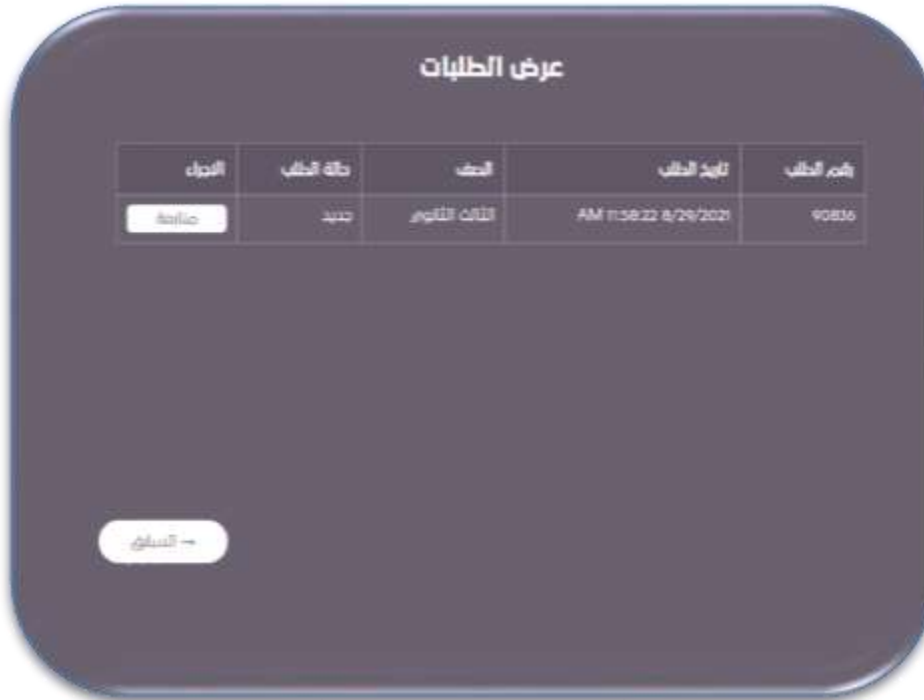 عرض الطلبات
رقم الطلب تاريخ الطلب الصف حالة الطلب الاجراء
90836 8/29/2021 11:58:22 AM الثالث الثانوي جديد متابعة
→ السابق